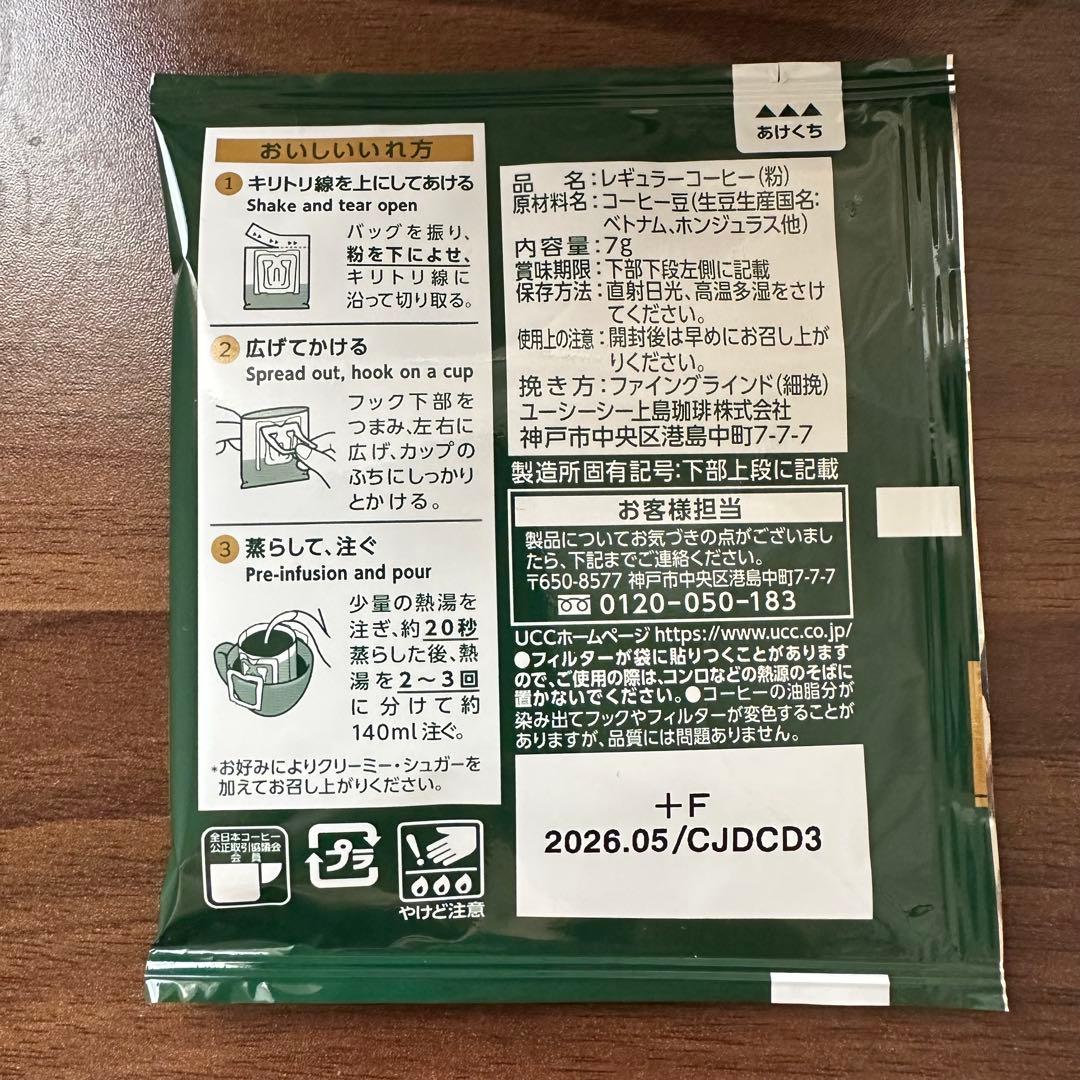 あけくち
おいしいいれ方
1 キリトリ線を上にしてあける
Shake and tear open
バッグを振り、
粉を下によせ、
キリトリ線に
沿って切り取る。
2 広げてかける
Spread out, hook on a cup
フック下部を
つまみ、左右に
広げ、カップの
ふちにしっかり
とかける。
3 蒸らして、注ぐ
Pre-infusion and pour
少量の熱湯を
注ぎ、約20秒
蒸らした後、熱
湯を2〜3回
に分けて約
140ml注ぐ。
*お好みによりクリーミー・シュガーを
加えてお召し上がりください。
全日本コーヒー
公正取引協議会
会員
プラ
やけど注意
品名:レギュラーコーヒー(粉)
原材料名:コーヒー豆(生豆生産国名:
ベトナム、ホンジュラス他)
内容量:7g
賞味期限:下部下段左側に記載
保存方法:直射日光、高温多湿をさけ
てください。
使用上の注意:開封後は早めにお召し上が
りください。
挽き方:ファイングラインド(細挽)
ユーシーシー上島珈琲株式会社
神戸市中央区港島中町7-7-7
製造所固有記号:下部上段に記載
お客様担当
製品についてお気づきの点がございまし
たら、下記までご連絡ください。
〒650-8577 神戸市中央区港島中町7-7-7
0120-050-183
UCCホームページ https://www.ucc.co.jp/
●フィルターが袋に貼りつくことがあります
ので、ご使用の際は、コンロなどの熱源のそばに
置かないでください。●コーヒーの油脂分が
染み出てフックやフィルターが変色することが
ありますが、品質には問題ありません。
+F
2026.05/CJDCD3